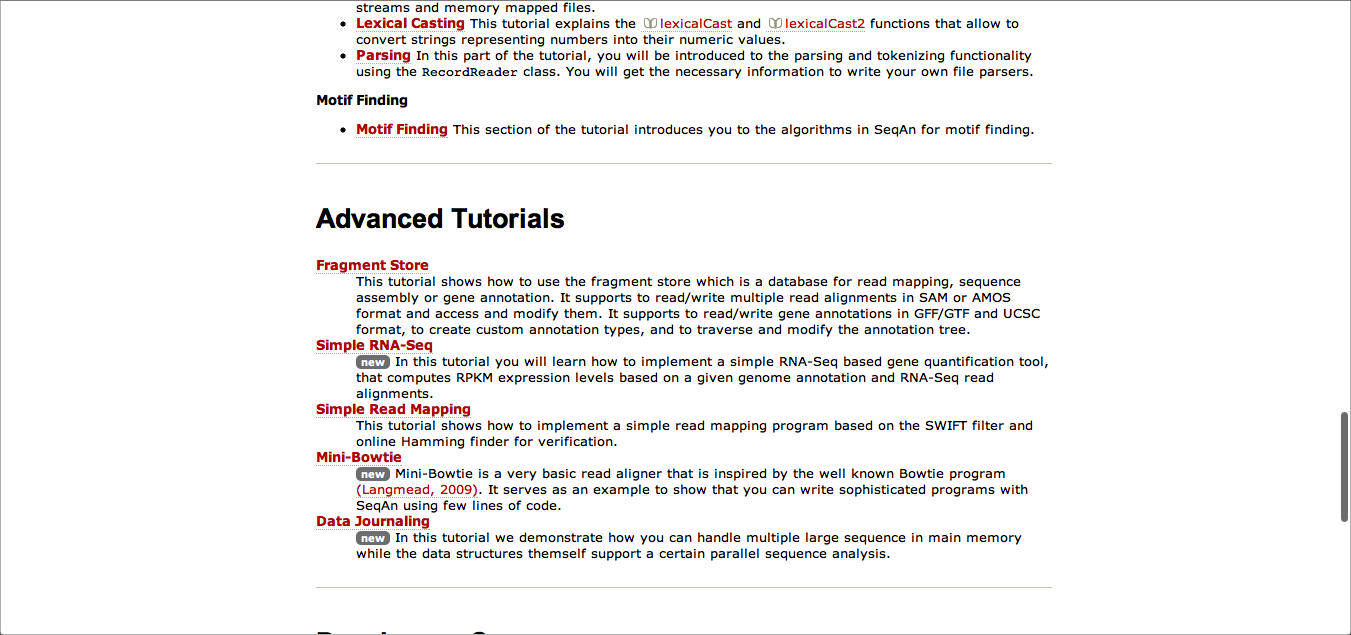 streams and memory mapped files.
• Lexical Casting This tutorial explains the lexicalCast and lexicalCast2 functions that allow to
convert strings representing numbers into their numeric values.
• Parsing In this part of the tutorial, you will be introduced to the parsing and tokenizing functionality
using the RecordReader class. You will get the necessary information to write your own file parsers.
Motif Finding
• Motif Finding This section of the tutorial introduces you to the algorithms in SeqAn for motif finding.
Advanced Tutorials
Fragment Store
This tutorial shows how to use the fragment store which is a database for read mapping, sequence
assembly or gene annotation. It supports to read/write multiple read alignments in SAM or AMOS
format and access and modify them. It supports to read/write gene annotations in GFF/GTF and UCSC
format, to create custom annotation types, and to traverse and modify the annotation tree.
Simple RNA-Seq
new In this tutorial you will learn how to implement a simple RNA-Seq based gene quantification tool,
that computes RPKM expression levels based on a given genome annotation and RNA-Seq read
alignments.
Simple Read Mapping
This tutorial shows how to implement a simple read mapping program based on the SWIFT filter and
online Hamming finder for verification.
Mini-Bowtie
new Mini-Bowtie is a very basic read aligner that is inspired by the well known Bowtie program
(Langmead, 2009). It serves as an example to show that you can write sophisticated programs with
SeqAn using few lines of code.
Data Journaling
new In this tutorial we demonstrate how you can handle multiple large sequence in main memory
while the data structures themself support a certain parallel sequence analysis.